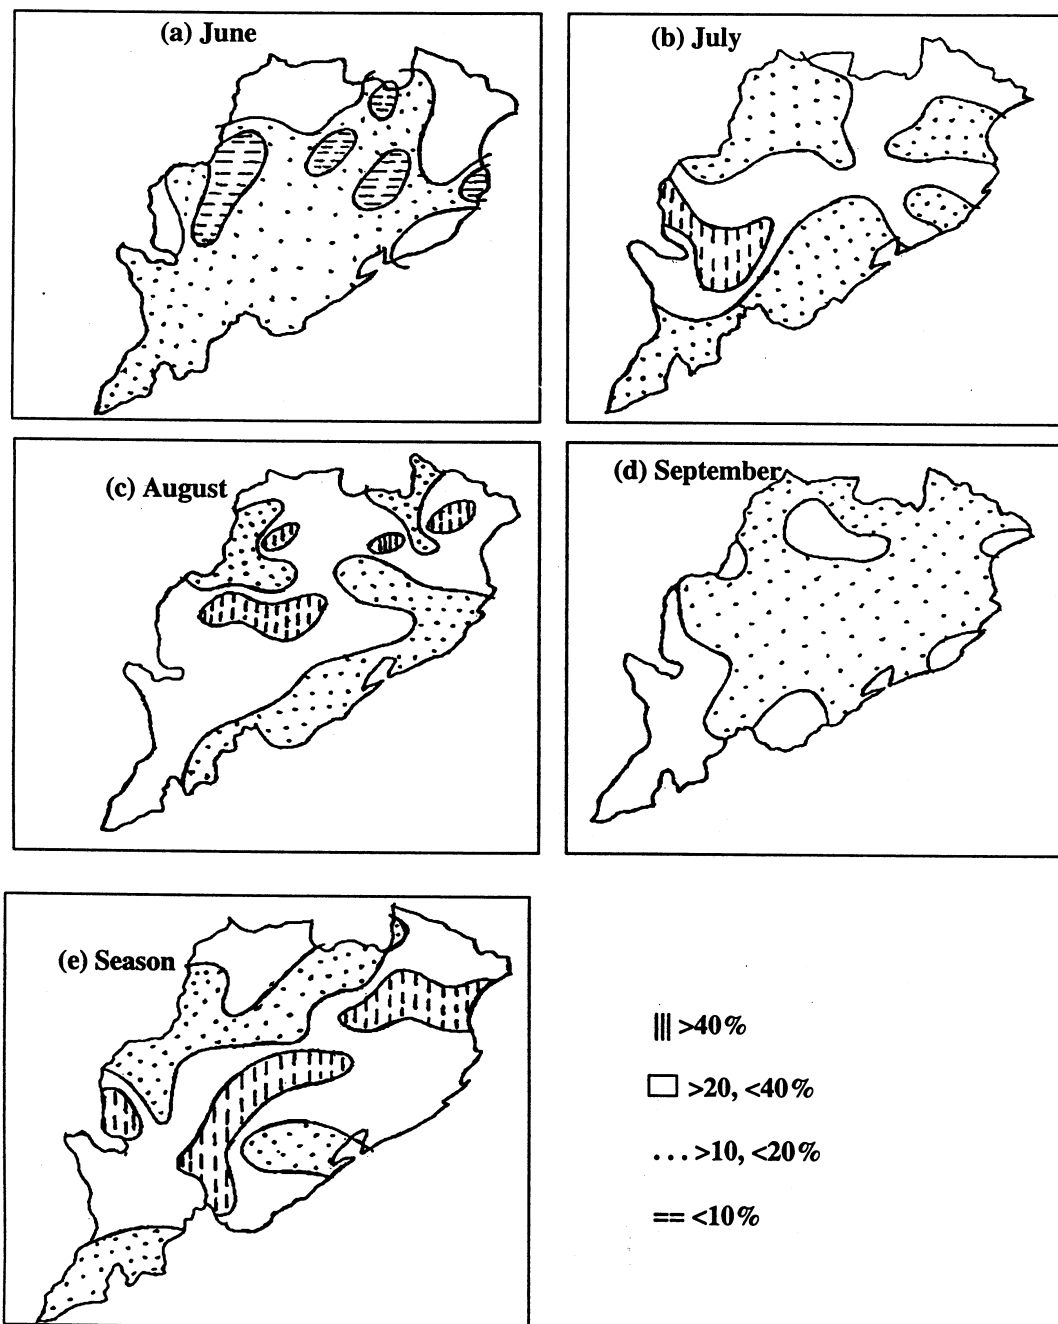 (a) June
(b) July
(c) August
(d) September
(e) Season
||| >40%
>20, <40%
... >10, <20%
== <10%